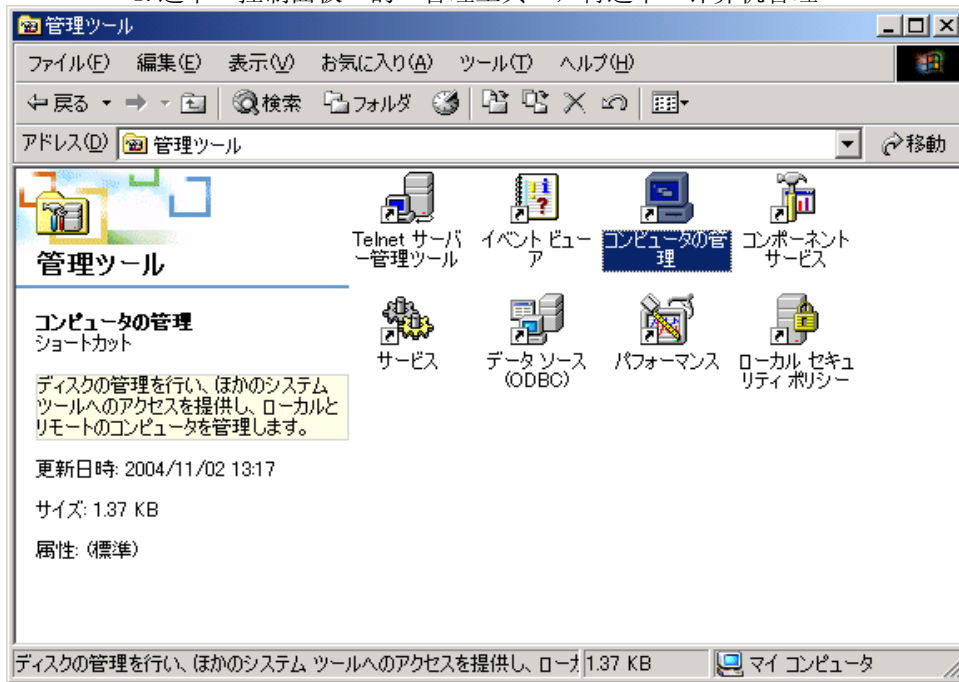 管理ツール
ファイル(F) 編集(E) 表示(V) お気に入り(A) ツール(T) ヘルプ(H)
戻る 検索 フォルダ
アドレス(D) 管理ツール 移動
管理ツール
コンピュータの管理
ショートカット
ディスクの管理を行い、ほかのシステム
ツールへのアクセスを提供し、ローカルと
リモートのコンピュータを管理します。
更新日時: 2004/11/02 13:17
サイズ: 1.37 KB
属性: (標準)
Telnet サーバ
ー管理ツール
イベント ビュー
ア
コンピュータの管
理
コンポーネント
サービス
サービス
データ ソース
(ODBC)
パフォーマンス
ローカル セキュ
リティ ポリシー
ディスクの管理を行い、ほかのシステム ツールへのアクセスを提供し、ロー 1.37 KB マイ コンピュータ